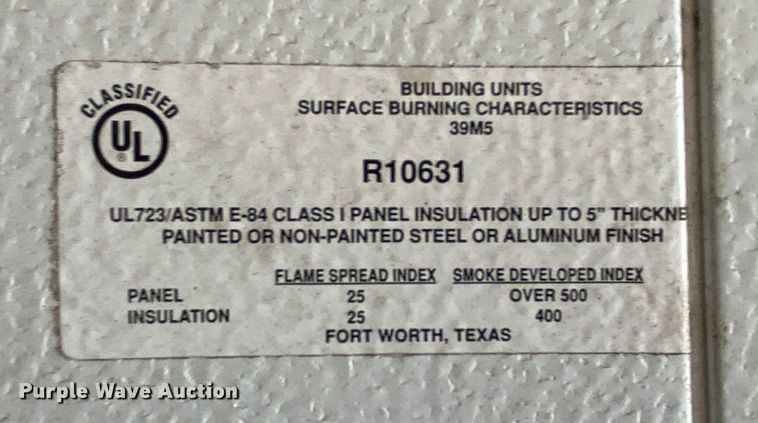 CLASSIFIED
UL
®
BUILDING UNITS
SURFACE BURNING CHARACTERISTICS
39M5
R10631
UL723/ASTM E-84 CLASS I PANEL INSULATION UP TO 5" THICKNE
PAINTED OR NON-PAINTED STEEL OR ALUMINUM FINISH
FLAME SPREAD INDEX SMOKE DEVELOPED INDEX
PANEL 25 OVER 500
INSULATION 25 400
FORT WORTH, TEXAS
Purple Wave Auction